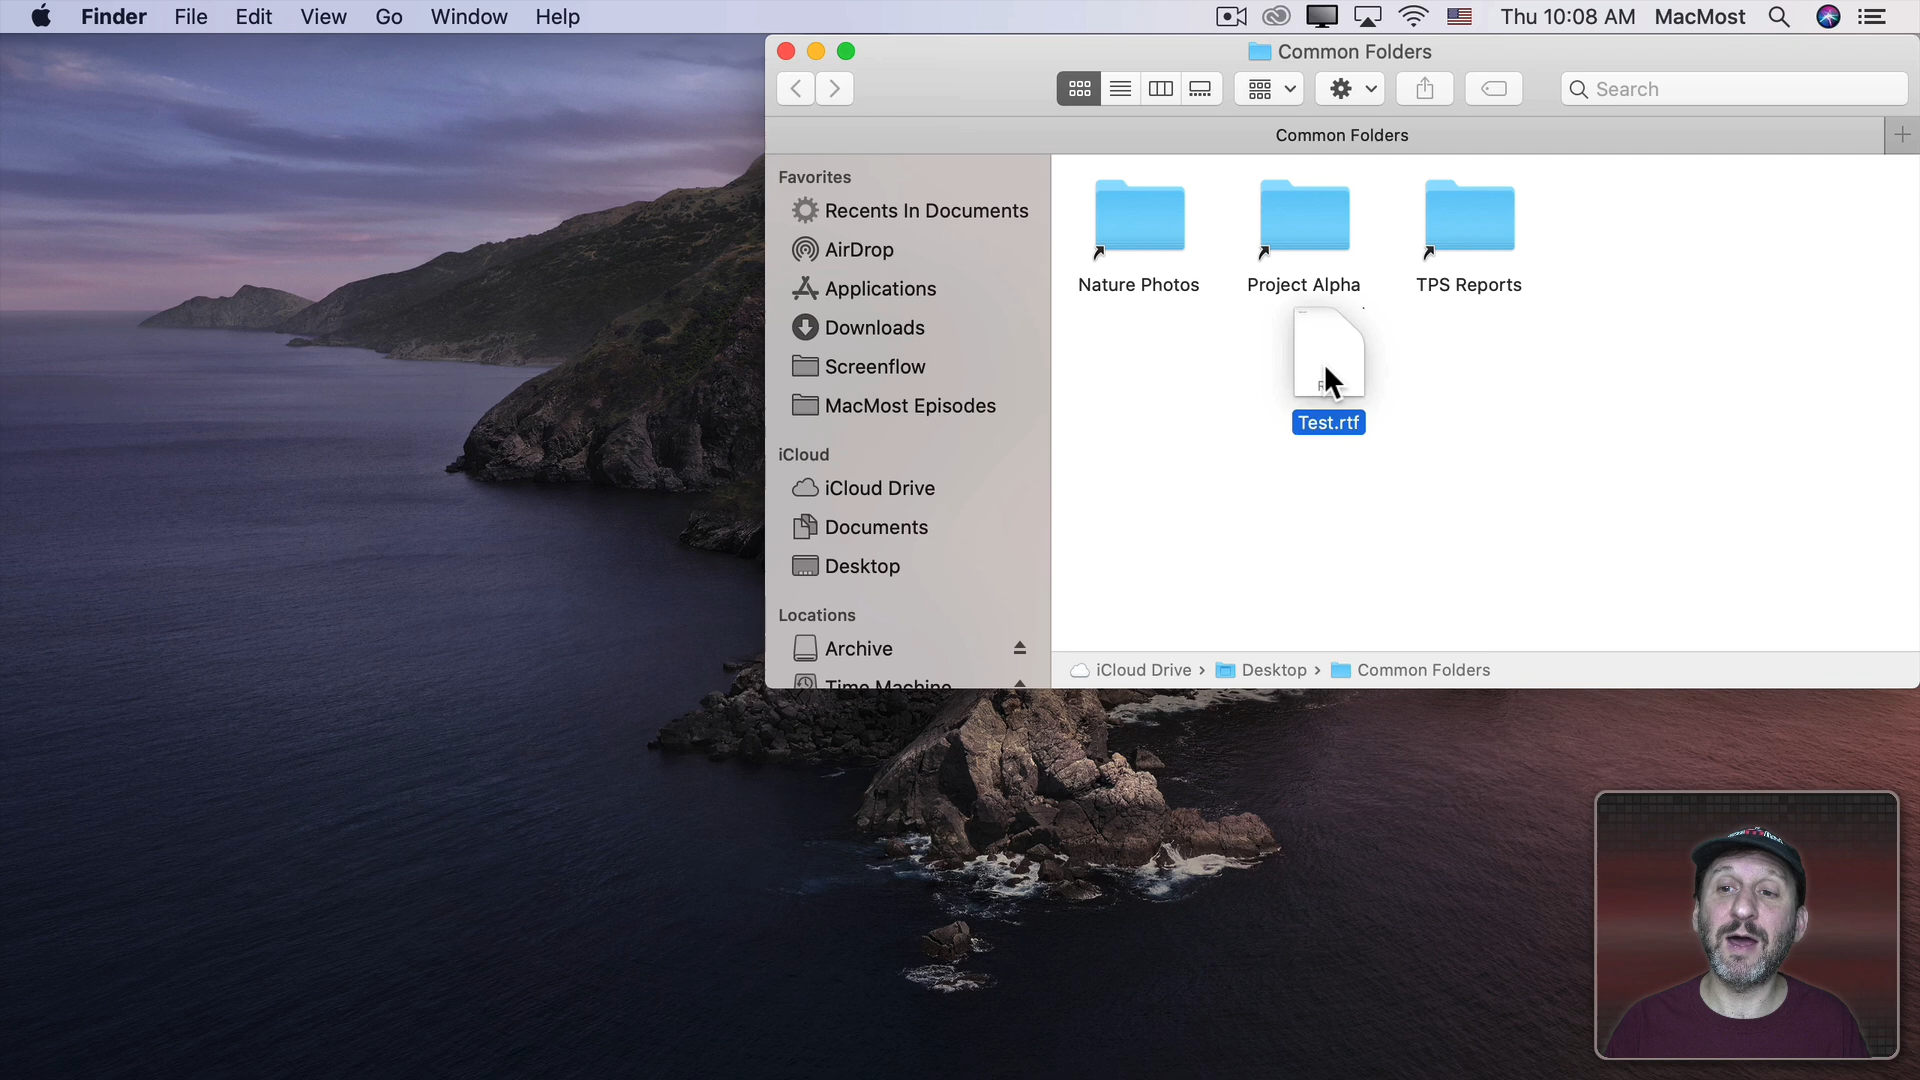 Finder File Edit View Go Window Help Thu 10:08 AM MacMost
Common Folders
Search
Common Folders
Favorites
Recents In Documents
AirDrop
Applications
Downloads
Screenflow
MacMost Episodes
iCloud
iCloud Drive
Documents
Desktop
Locations
Archive
Time Machine
Nature Photos
Project Alpha
TPS Reports
Test.rtf
iCloud Drive › Desktop › Common Folders